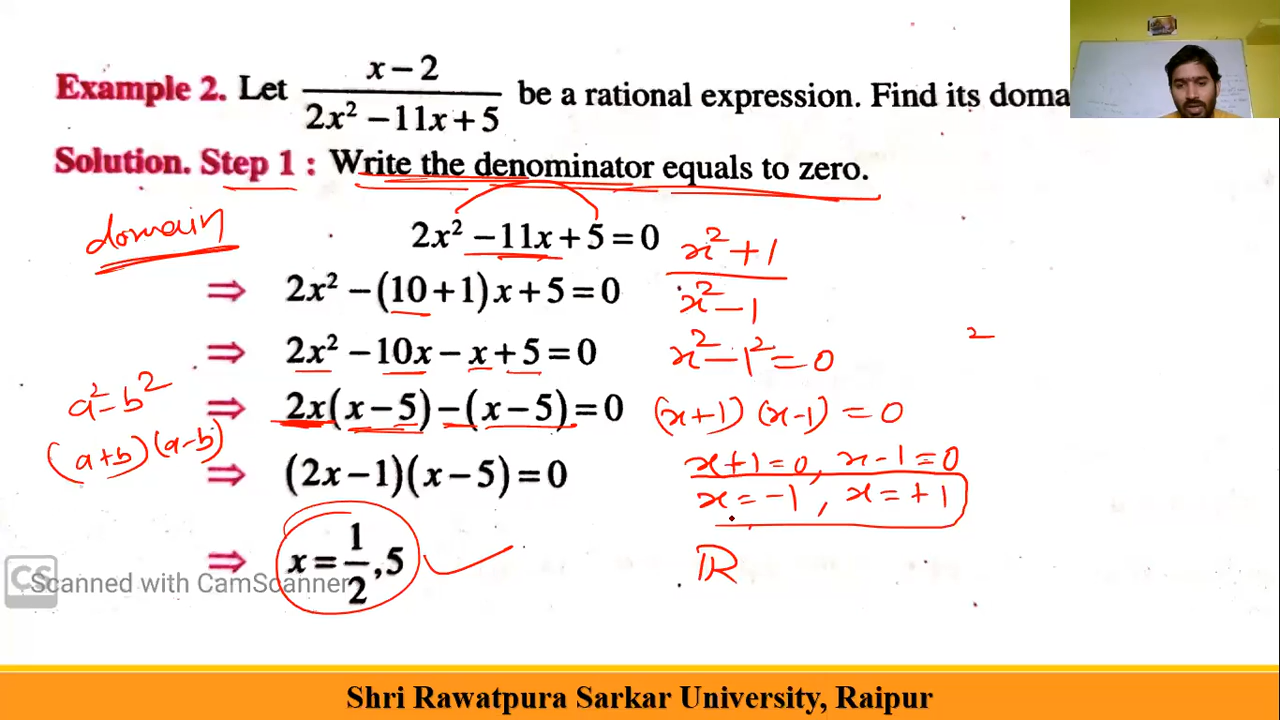 Example 2. Let x – 2 / 2x² – 11x + 5 be a rational expression. Find its doma
Solution. Step 1 : Write the denominator equals to zero.
domain
2x² – 11x + 5 = 0
⇒ 2x² – (10 + 1) x + 5 = 0
⇒ 2x² – 10x – x + 5 = 0
⇒ 2x(x – 5) – (x – 5) = 0
⇒ (2x – 1)(x – 5) = 0
⇒ x = 1/2, 5
a² – b²
(a+b)(a–b)
x² + 1
x² – 1
x² – 1² = 0
(x+1) (x–1) = 0
x+1 = 0, x–1 = 0
x = –1 , x = +1
ℝ
2
CS
Scanned with CamScanner
Shri Rawatpura Sarkar University, Raipur